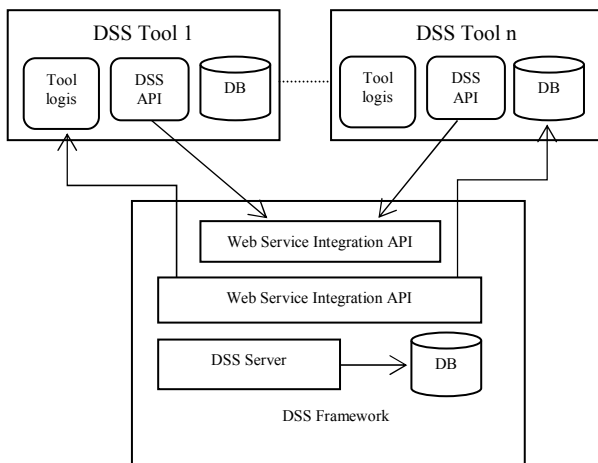 DSS Tool 1
Tool
logis
DSS
API
DB
DSS Tool n
Tool
logis
DSS
API
DB
Web Service Integration API
Web Service Integration API
DSS Server
DB
DSS Framework